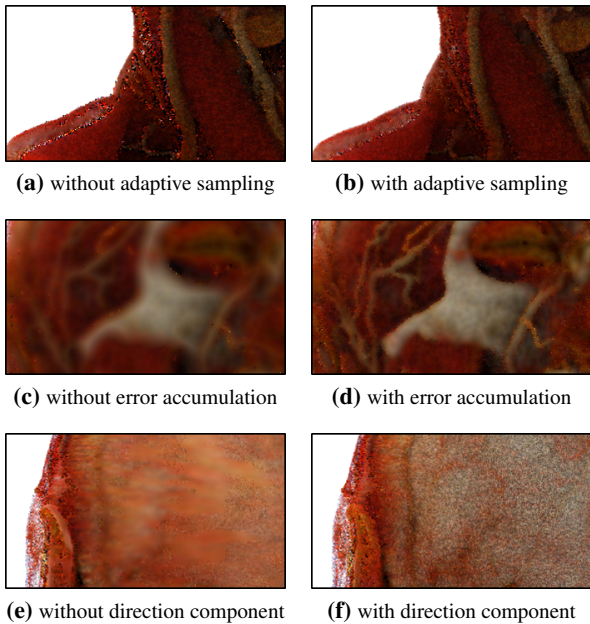 (a) without adaptive sampling
(b) with adaptive sampling
(c) without error accumulation
(d) with error accumulation
(e) without direction component
(f) with direction component